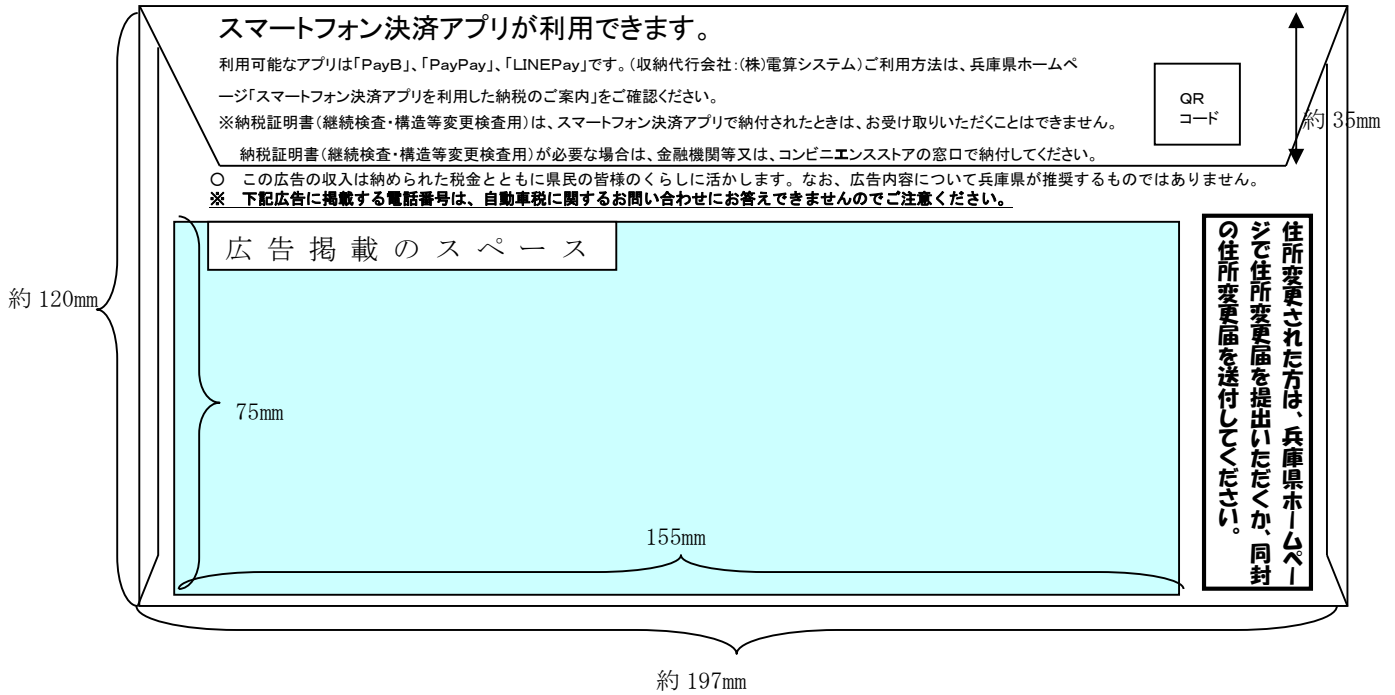 スマートフォン決済アプリが利用できます。
利用可能なアプリは「PayB」、「PayPay」、「LINEPay」です。(収納代行会社:(株)電算システム)ご利用方法は、兵庫県ホームペ
ージ「スマートフォン決済アプリを利用した納税のご案内」をご確認ください。
※納税証明書(継続検査・構造等変更検査用)は、スマートフォン決済アプリで納付されたときは、お受け取りいただくことはできません。
納税証明書(継続検査・構造等変更検査用)が必要な場合は、金融機関等又は、コンビニエンスストアの窓口で納付してください。
QR
コード
約 35mm
○ この広告の収入は納められた税金とともに県民の皆様のくらしに活かします。なお、広告内容について兵庫県が推奨するものではありません。
※ 下記広告に掲載する電話番号は、自動車税に関するお問い合わせにお答えできませんのでご注意ください。
広告掲載のスペース
住所変更された方は、兵庫県ホームペー
ジで住所変更届を提出いただくか、同封
の住所変更届を送付してください。
約 120mm
75mm
155mm
約 197mm